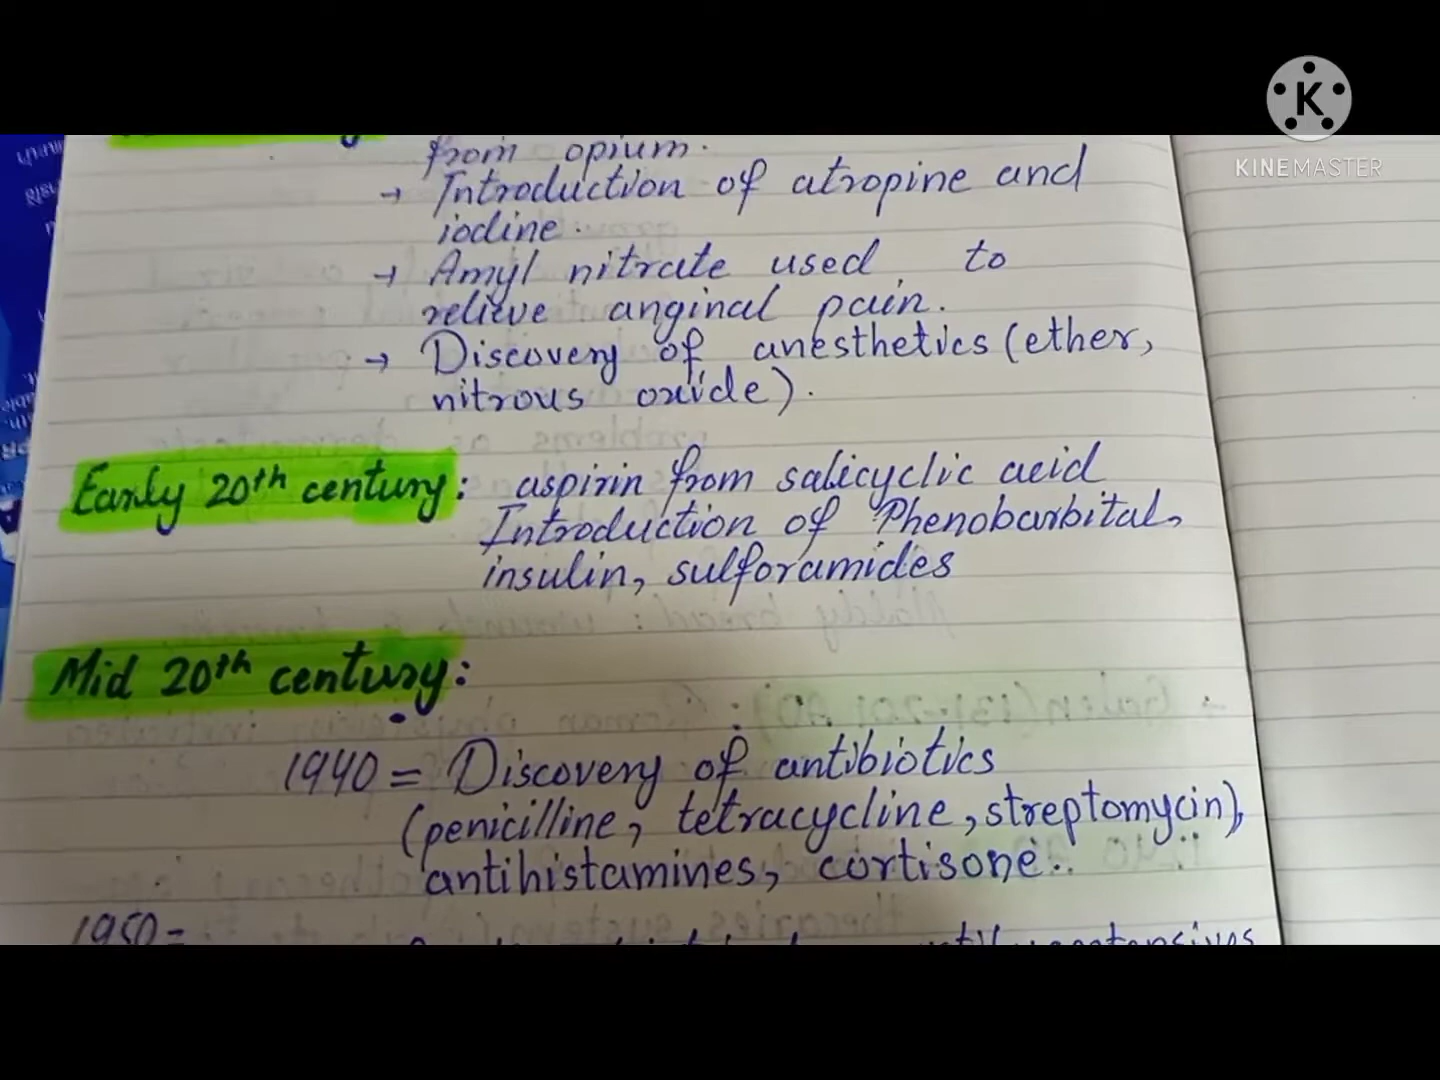 K
KINEMASTER
from opium.
→ Introduction of atropine and
iodine.
→ Amyl nitrate used to
relieve anginal pain.
→ Discovery of anesthetics (ether,
nitrous oxide).
Early 20th century: aspirin from salicyclic acid
Introduction of Phenobarbital,
insulin, sulforamides
Mid 20th century:
1940 = Discovery of antibiotics
(penicilline, tetracycline, streptomycin),
antihistamines, cortisone.
1950=